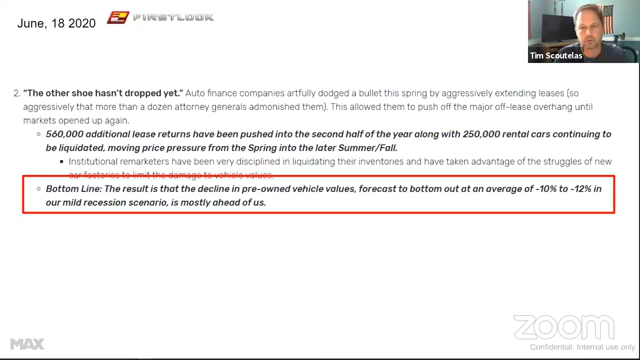 June, 18 2020
FIRSTLOOK
Tim Scoutelas
2. "The other shoe hasn't dropped yet." Auto finance companies artfully dodged a bullet this spring by aggressively extending leases (so
aggressively that more than a dozen attorney generals admonished them). This allowed them to push off the major off-lease overhang until
markets opened up again.
560,000 additional lease returns have been pushed into the second half of the year along with 250,000 rental cars continuing to
be liquidated, moving price pressure from the Spring into the later Summer/Fall.
Institutional remarketers have been very disciplined in liquidating their inventories and have taken advantage of the struggles of new
car factories to limit the damage to vehicle values.
Bottom Line: The result is that the decline in pre-owned vehicle values, forecast to bottom out at an average of -10% to -12% in
our mild recession scenario, is mostly ahead of us.
MAX
zoom
Confidential. Internal use only.